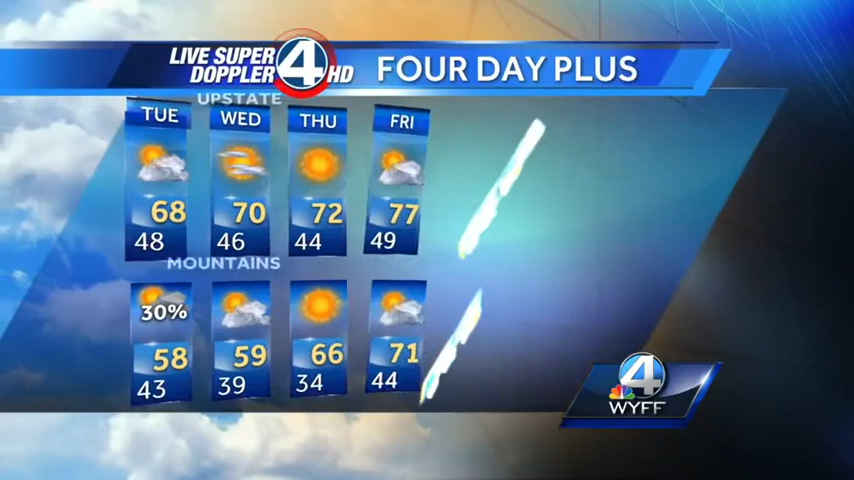 LIVE SUPER
DOPPLER 4 HD
FOUR DAY PLUS
UPSTATE
TUE WED THU FRI
68 70 72 77
48 46 44 49
MOUNTAINS
30%
58 59 66 71
43 39 34 44
4
WYFF